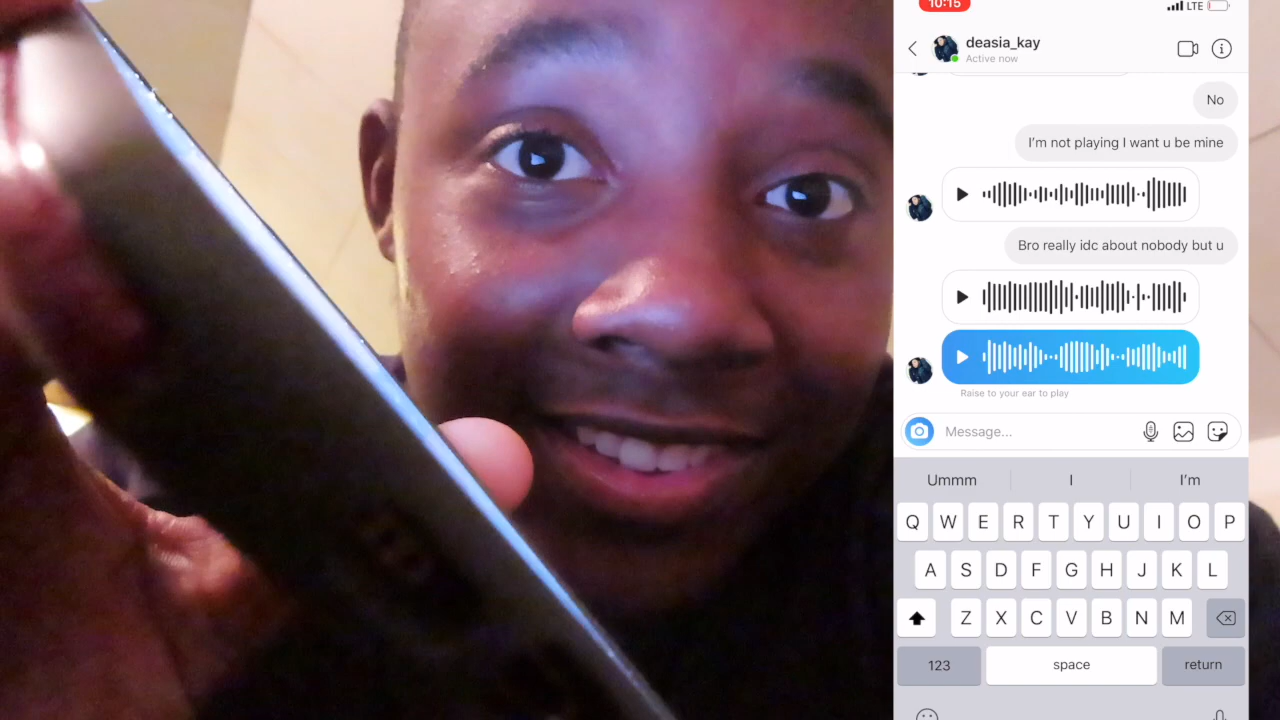 10:15
LTE
deasia_kay
Active now
No
I'm not playing I want u be mine
Bro really idc about nobody but u
Raise to your ear to play
Message...
Ummm I I'm
Q W E R T Y U I O P
A S D F G H J K L
Z X C V B N M
123 space return